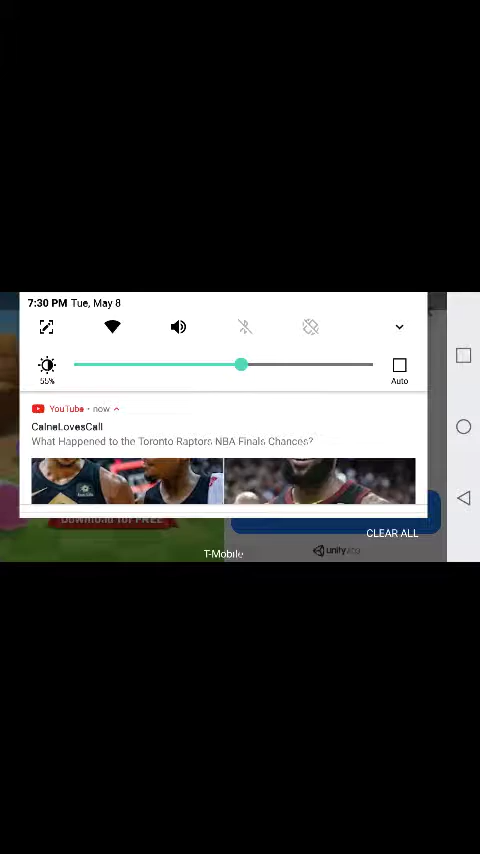 7:30 PM Tue, May 8
55%
Auto
YouTube • now
CalneLovesCall
What Happened to the Toronto Raptors NBA Finals Chances?
Download for FREE
CLEAR ALL
unity
T-Mobile